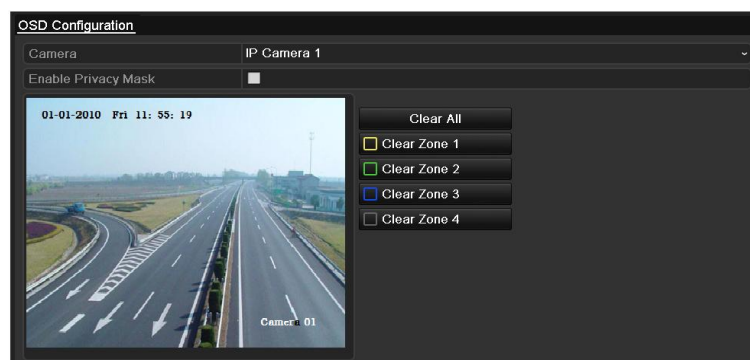 OSD Configuration
Camera IP Camera 1
Enable Privacy Mask
01-01-2010 Fri 11: 55: 19
Clear All
Clear Zone 1
Clear Zone 2
Clear Zone 3
Clear Zone 4
Camera 01